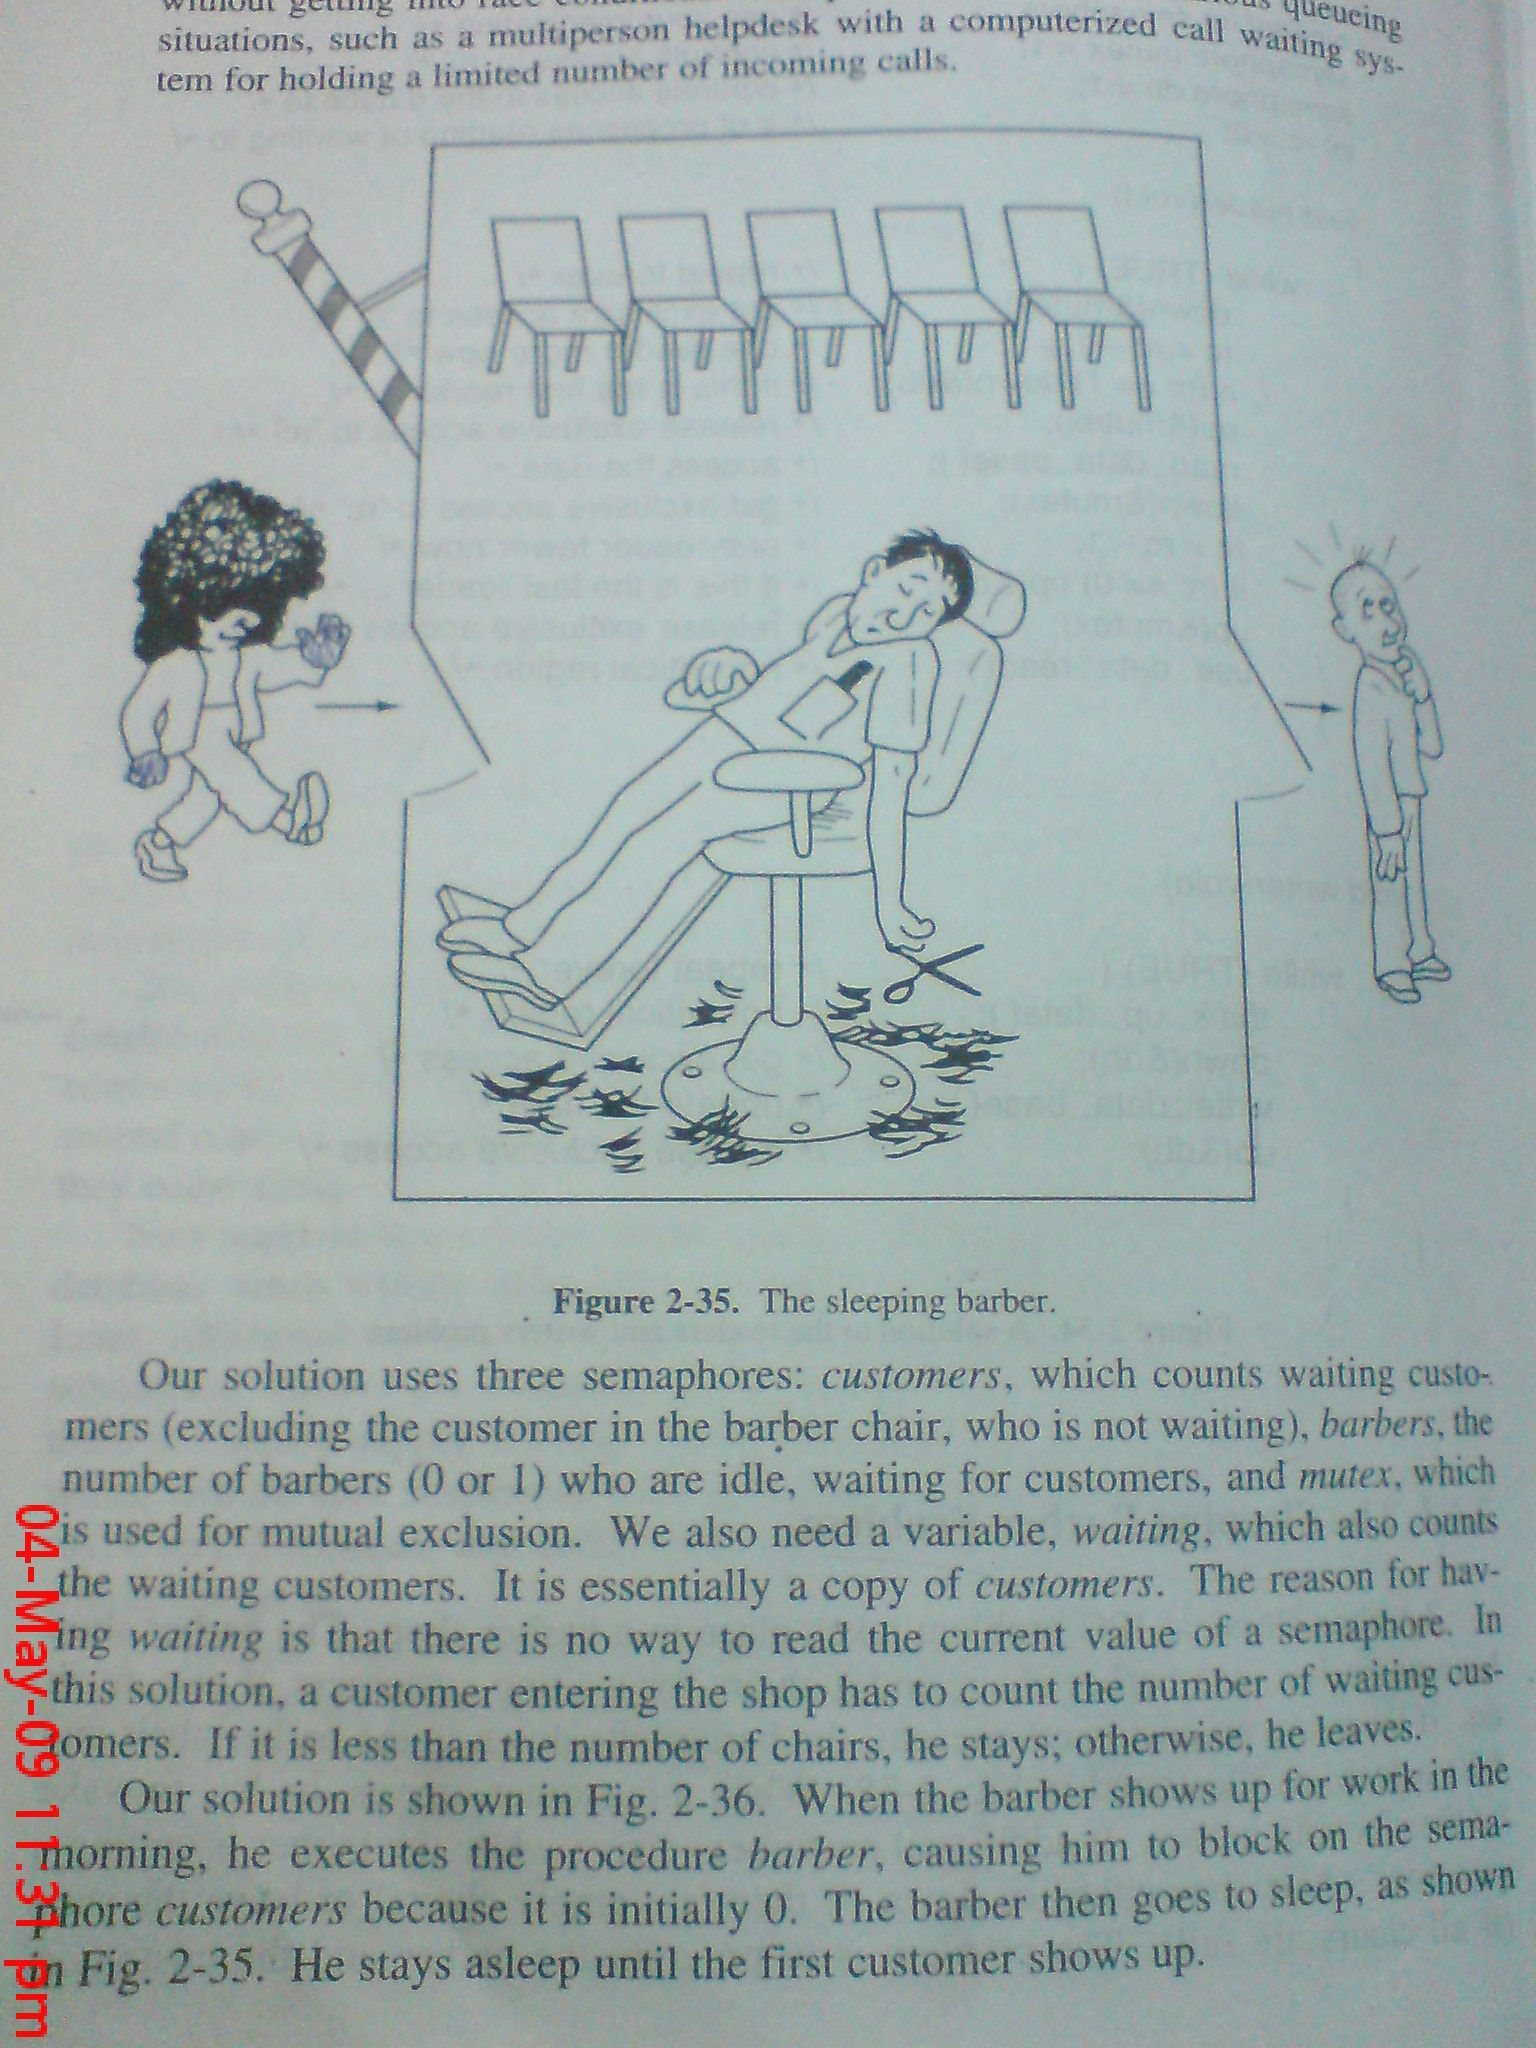 without getting into race
queueing
situations, such as a multiperson helpdesk with a computerized call waiting sys-
tem for holding a limited number of incoming calls.
Figure 2-35. The sleeping barber.
Our solution uses three semaphores: customers, which counts waiting custo-
mers (excluding the customer in the barber chair, who is not waiting), barbers, the
number of barbers (0 or 1) who are idle, waiting for customers, and mutex, which
is used for mutual exclusion. We also need a variable, waiting, which also counts
the waiting customers. It is essentially a copy of customers. The reason for hav-
ing waiting is that there is no way to read the current value of a semaphore. In
this solution, a customer entering the shop has to count the number of waiting cus-
tomers. If it is less than the number of chairs, he stays; otherwise, he leaves.
Our solution is shown in Fig. 2-36. When the barber shows up for work in the
morning, he executes the procedure barber, causing him to block on the sema-
phore customers because it is initially 0. The barber then goes to sleep, as shown
in Fig. 2-35. He stays asleep until the first customer shows up.
04-May-09 11:31 pm